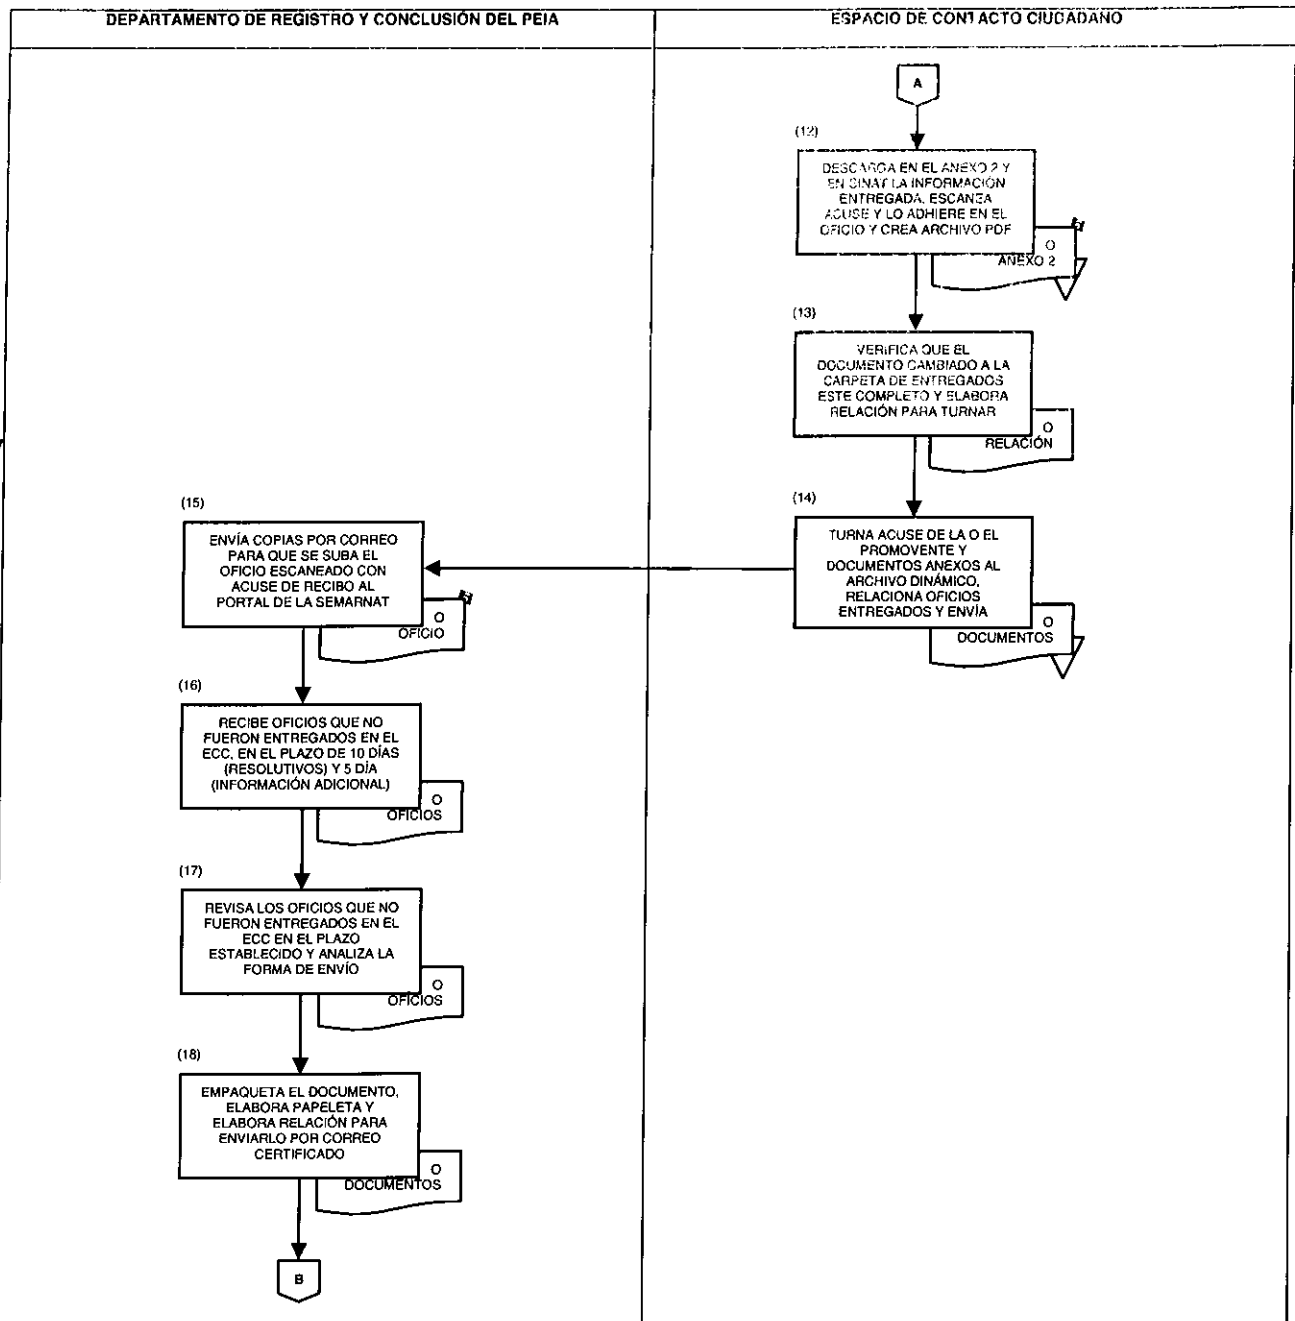 DEPARTAMENTO DE REGISTRO Y CONCLUSIÓN DEL PEIA
ESPACIO DE CONTACTO CIUDADANO
A
(12)
DESCARGA EN EL ANEXO 2 Y
EN SINAT LA INFORMACIÓN
ENTREGADA, ESCANEA
ACUSE Y LO ADHIERE EN EL
OFICIO Y CREA ARCHIVO PDF
O
ANEXO 2
(13)
VERIFICA QUE EL
DOCUMENTO CAMBIADO A LA
CARPETA DE ENTREGADOS
ESTE COMPLETO Y ELABORA
RELACIÓN PARA TURNAR
O
RELACIÓN
(14)
TURNA ACUSE DE LA O EL
PROMOVENTE Y
DOCUMENTOS ANEXOS AL
ARCHIVO DINÁMICO,
RELACIONA OFICIOS
ENTREGADOS Y ENVÍA
O
DOCUMENTOS
(15)
ENVÍA COPIAS POR CORREO
PARA QUE SE SUBA EL
OFICIO ESCANEADO CON
ACUSE DE RECIBO AL
PORTAL DE LA SEMARNAT
O
OFICIO
(16)
RECIBE OFICIOS QUE NO
FUERON ENTREGADOS EN EL
ECC, EN EL PLAZO DE 10 DÍAS
(RESOLUTIVOS) Y 5 DÍA
(INFORMACIÓN ADICIONAL)
O
OFICIOS
(17)
REVISA LOS OFICIOS QUE NO
FUERON ENTREGADOS EN EL
ECC EN EL PLAZO
ESTABLECIDO Y ANALIZA LA
FORMA DE ENVÍO
O
OFICIOS
(18)
EMPAQUETA EL DOCUMENTO,
ELABORA PAPELETA Y
ELABORA RELACIÓN PARA
ENVIARLO POR CORREO
CERTIFICADO
O
DOCUMENTOS
B